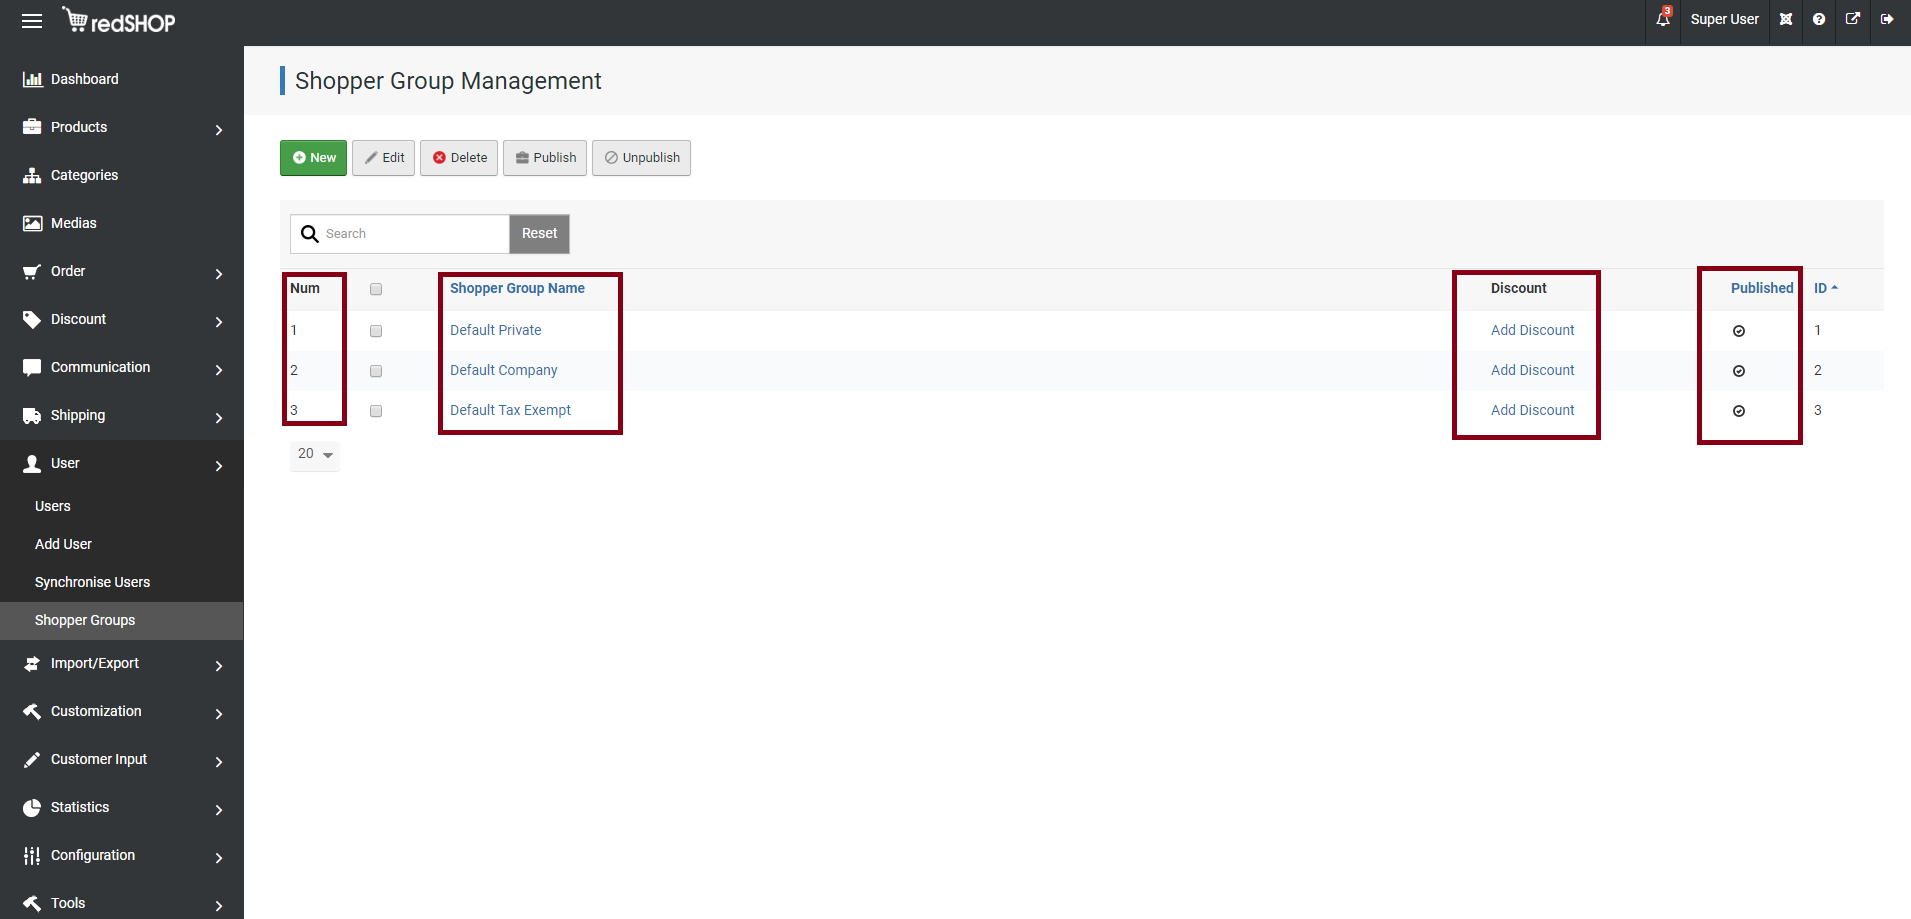 redSHOP
3
Super User
Dashboard
Products
Categories
Medias
Order
Discount
Communication
Shipping
User
Users
Add User
Synchronise Users
Shopper Groups
Import/Export
Customization
Customer Input
Statistics
Configuration
Tools
Shopper Group Management
New Edit Delete Publish Unpublish
Search Reset
Num Shopper Group Name Discount Published ID
1 Default Private Add Discount 1
2 Default Company Add Discount 2
3 Default Tax Exempt Add Discount 3
20